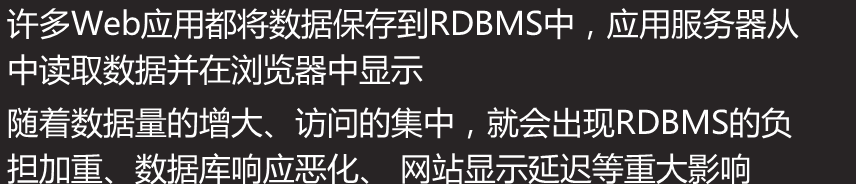 许多Web应用都将数据保存到RDBMS中，应用服务器从
中读取数据并在浏览器中显示
随着数据量的增大、访问的集中，就会出现RDBMS的负
担加重、数据库响应恶化、 网站显示延迟等重大影响